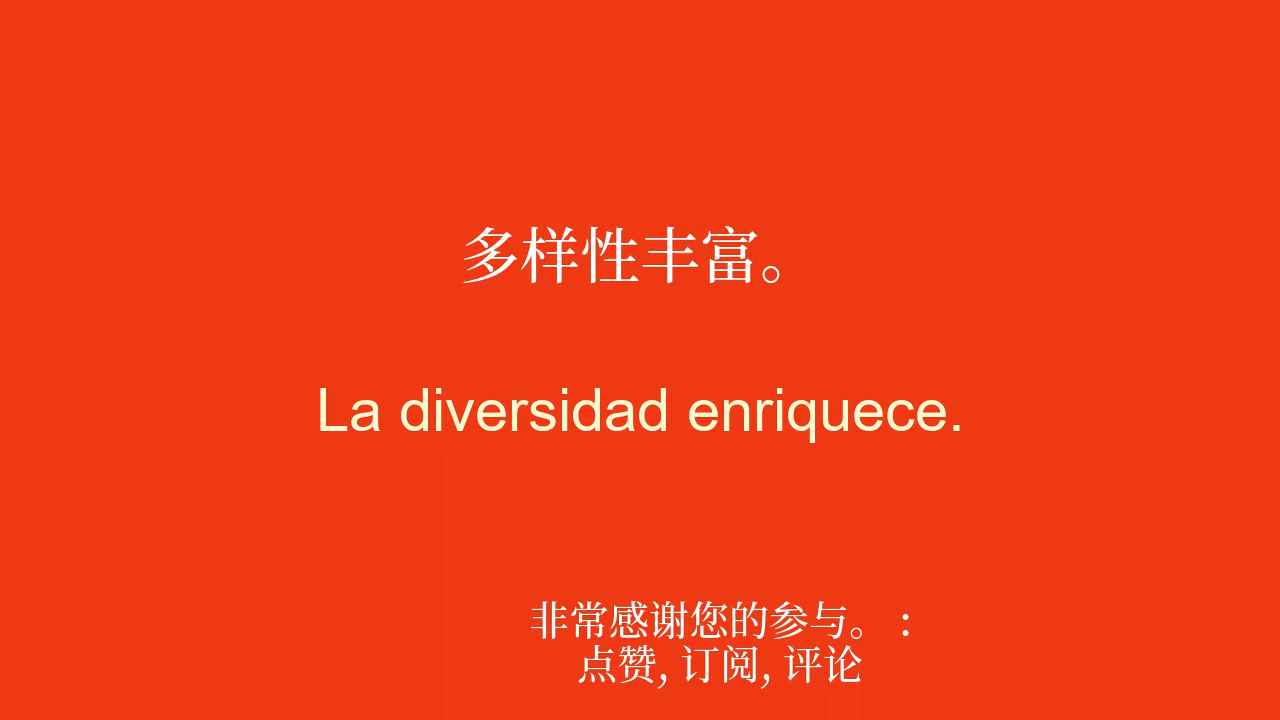 多样性丰富。
La diversidad enriquece.
非常感谢您的参与。 :
点赞, 订阅, 评论